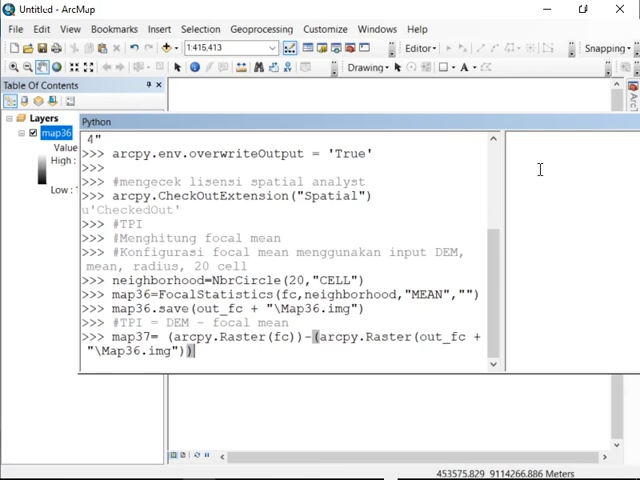 Untitled - ArcMap
File Edit View Bookmarks Insert Selection Geoprocessing Customize Windows Help
1:415,413
Editor
Snapping
Drawing
Table Of Contents
Layers
map36
Value
High :
Low :
Python
4"
>>> arcpy.env.overwriteOutput = 'True'
>>>
>>> #mengecek lisensi spatial analyst
>>> arcpy.CheckOutExtension("Spatial")
u'CheckedOut'
>>> #TPI
>>> #Menghitung focal mean
>>> #Konfigurasi focal mean menggunakan input DEM,
mean, radius, 20 cell
>>> neighborhood=NbrCircle(20,"CELL")
>>> map36=FocalStatistics(fc,neighborhood,"MEAN","")
>>> map36.save(out_fc + "\Map36.img")
>>> #TPI = DEM - focal mean
>>> map37= (arcpy.Raster(fc))-(arcpy.Raster(out_fc +
"\Map36.img"))
453575.829 9114266.886 Meters